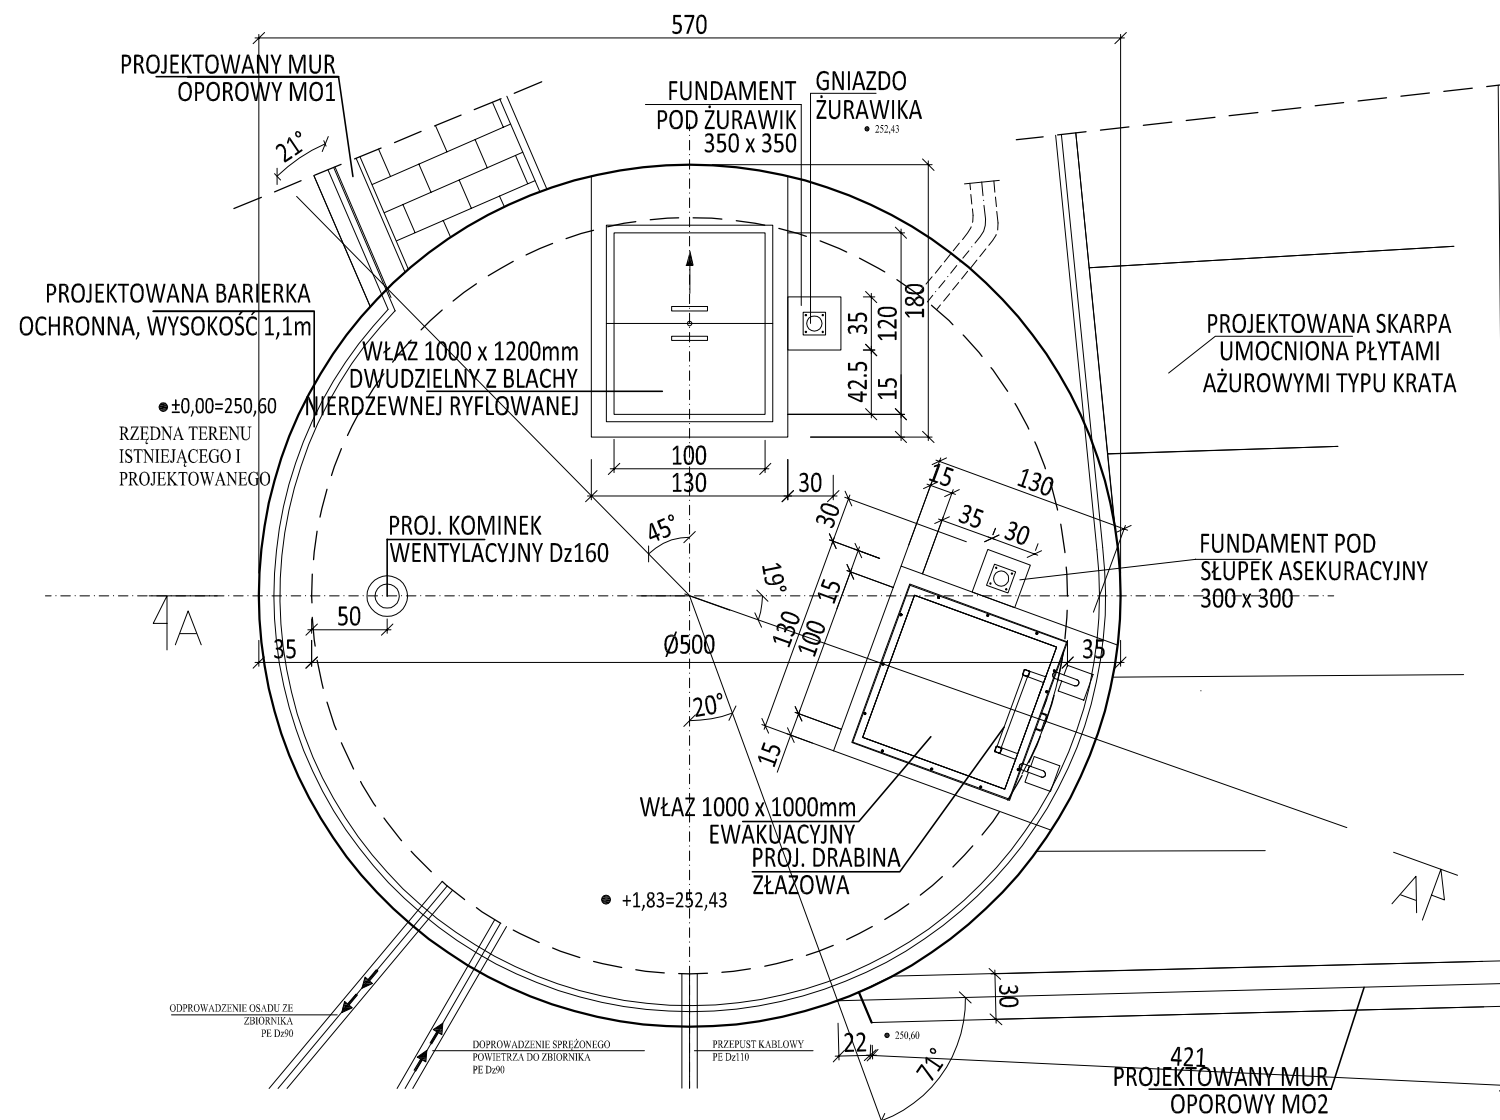 570
PROJEKTOWANY MUR
OPOROWY MO1
21°
FUNDAMENT
POD ŻURAWIK
350 x 350
GNIAZDO
ŻURAWIKA
252,43
PROJEKTOWANA BARIERKA
OCHRONNA, WYSOKOŚĆ 1,1m
WŁAZ 1000 x 1200mm
DWUDZIELNY Z BLACHY
NIERDZEWNEJ RYFLOWANEJ
±0,00=250,60
RZĘDNA TERENU
ISTNIEJĄCEGO I
PROJEKTOWANEGO
35
120
180
42.5
15
100
130
30
PROJEKTOWANA SKARPA
UMOCNIONA PŁYTAMI
AŻUROWYMI TYPU KRATA
15
130
35
30
30
15
130
100
15
PROJ. KOMINEK
WENTYLACYJNY Dz160
45°
19°
FUNDAMENT POD
SŁUPEK ASEKURACYJNY
300 x 300
A
50
35
Ø500
35
20°
WŁAZ 1000 x 1000mm
EWAKUACYJNY
PROJ. DRABINA
ZŁAZOWA
+1,83=252,43
A
ODPROWADZENIE OSADU ZE
ZBIORNIKA
PE Dz90
DOPROWADZENIE SPRĘŻONEGO
POWIETRZA DO ZBIORNIKA
PE Dz90
PRZEPUST KABLOWY
PE Dz110
30
22
250,60
71°
421
PROJEKTOWANY MUR
OPOROWY MO2